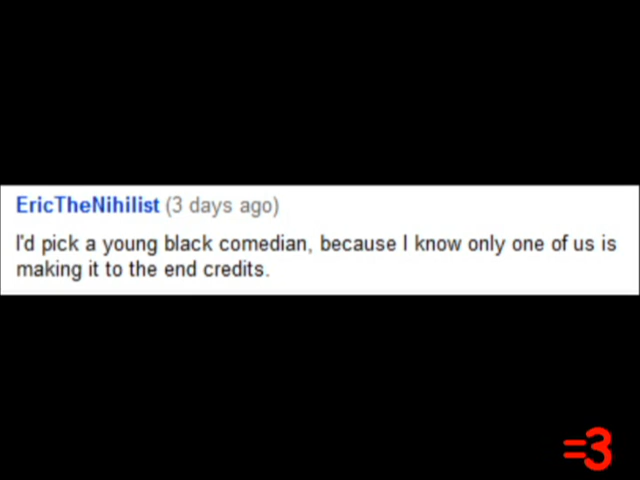 EricTheNihilist (3 days ago)
I'd pick a young black comedian, because I know only one of us is
making it to the end credits.
=3